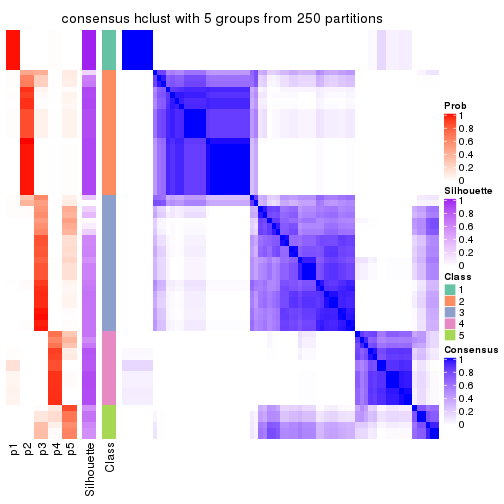 consensus hclust with 5 groups from 250 partitions
Prob
1
0.8
0.6
0.4
0.2
0
Silhouette
1
0.8
0.6
0.4
0.2
0
Class
1
2
3
4
5
Consensus
1
0.8
0.6
0.4
0.2
0
p1
p2
p3
p4
p5
Silhouette
Class